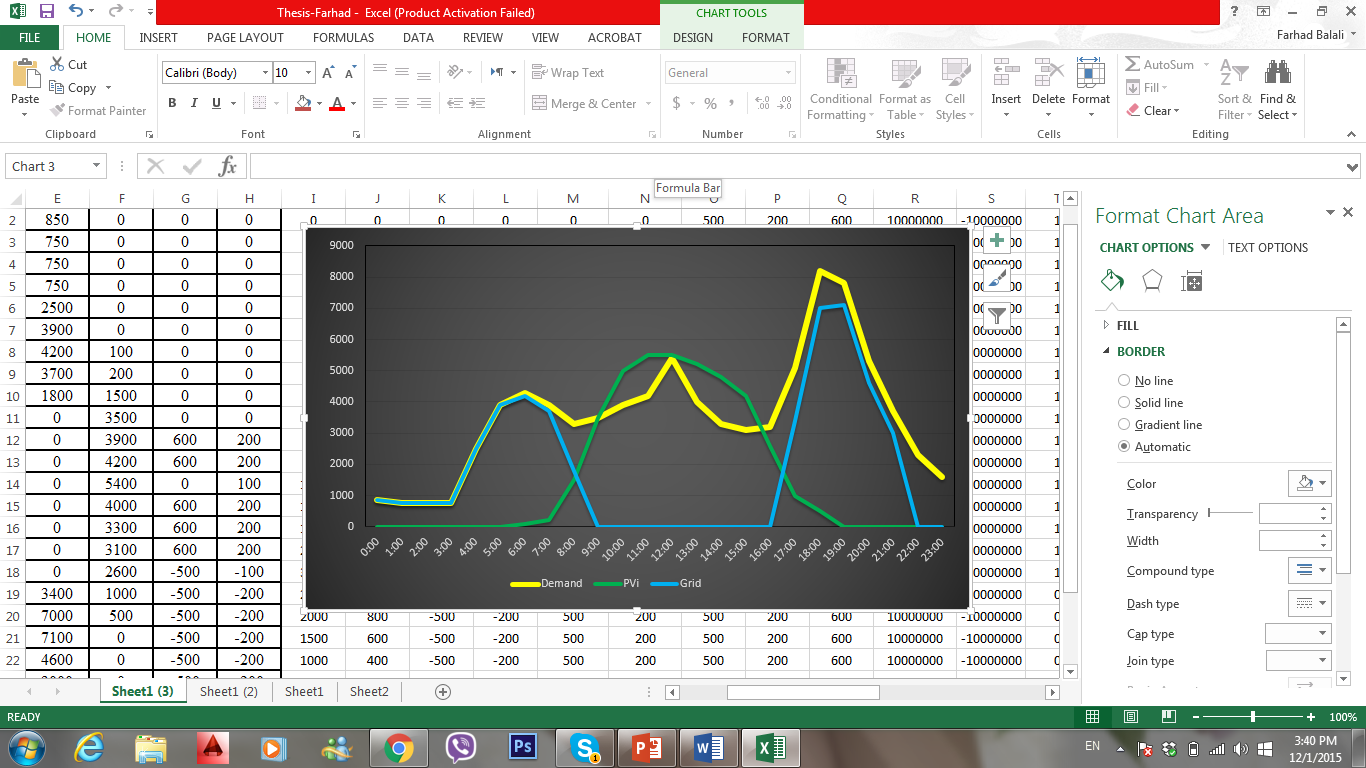 Thesis-Farhad - Excel (Product Activation Failed)
CHART TOOLS
FILE HOME INSERT PAGE LAYOUT FORMULAS DATA REVIEW VIEW ACROBAT DESIGN FORMAT
Farhad Balali
Paste
Cut
Copy
Format Painter
Clipboard
Calibri (Body) 10
B I U
Font
Wrap Text
Merge & Center
Alignment
General
$ % ,
Number
Conditional Formatting
Format as Table
Cell Styles
Styles
Insert Delete Format
Cells
AutoSum
Fill
Clear
Sort & Filter
Find & Select
Editing
Chart 3
fx
Formula Bar
E F G H I J K L M N O P Q R S T
2 850 0 0 0 0 0 0 0 0 0 500 200 600 10000000 -10000000 1
3 750 0 0 0
4 750 0 0 0
5 750 0 0 0
6 2500 0 0 0
7 3900 0 0 0
8 4200 100 0 0
9 3700 200 0 0
10 1800 1500 0 0
11 0 3500 0 0
12 0 3900 600 200
13 0 4200 600 200
14 0 5400 0 100
15 0 4000 600 200
16 0 3300 600 200
17 0 3100 600 200
18 0 2600 -500 -100
19 3400 1000 -500 -200
20 7000 500 -500 -200 2000 800 -500 -200 500 200 500 200 600 10000000 -10000000 0
21 7100 0 -500 -200 1500 600 -500 -200 500 200 500 200 600 10000000 -10000000 0
22 4600 0 -500 -200 1000 400 -500 -200 500 200 500 200 600 10000000 -10000000 0
9000
8000
7000
6000
5000
4000
3000
2000
1000
0
0:00 1:00 2:00 3:00 4:00 5:00 6:00 7:00 8:00 9:00 10:00 11:00 12:00 13:00 14:00 15:00 16:00 17:00 18:00 19:00 20:00 21:00 22:00 23:00
Demand PVi Grid
Format Chart Area
CHART OPTIONS TEXT OPTIONS
FILL
BORDER
No line
Solid line
Gradient line
Automatic
Color
Transparency
Width
Compound type
Dash type
Cap type
Join type
Sheet1 (3) Sheet1 (2) Sheet1 Sheet2
READY
100%
Ps
EN
3:40 PM
12/1/2015